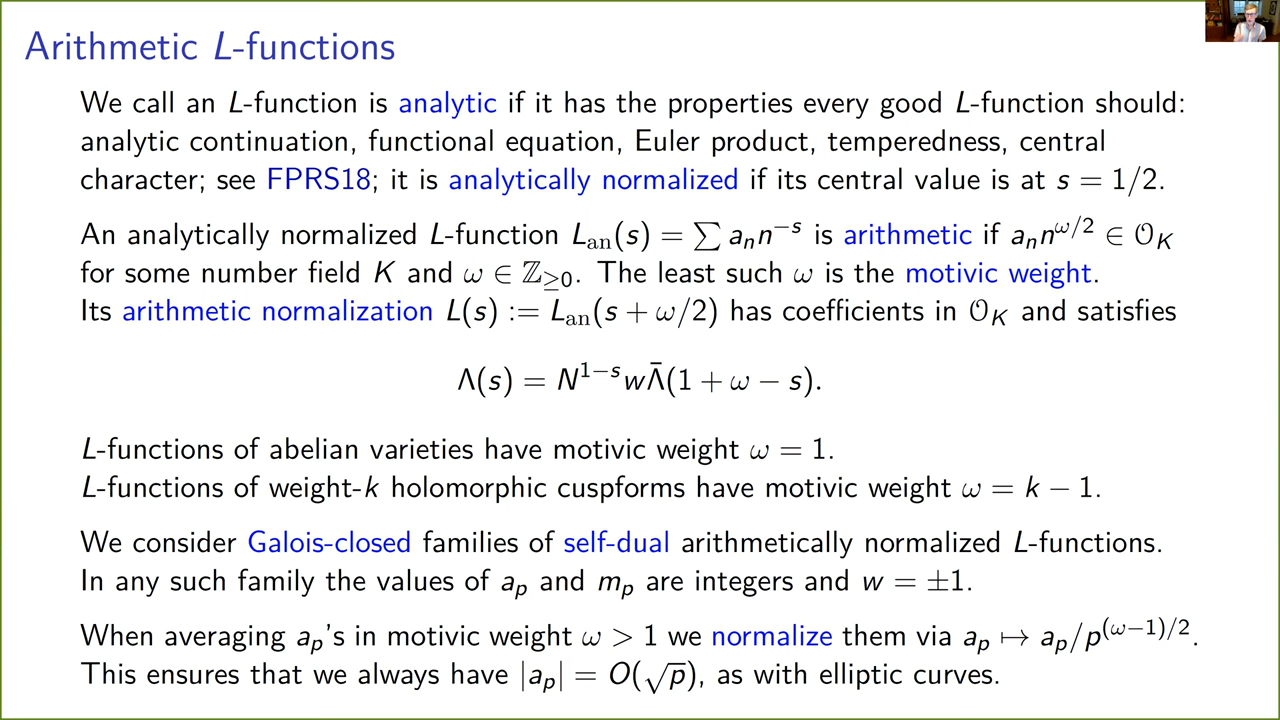 Arithmetic L-functions
We call an L-function is analytic if it has the properties every good L-function should:
analytic continuation, functional equation, Euler product, temperedness, central
character; see FPRS18; it is analytically normalized if its central value is at s = 1/2.
An analytically normalized L-function Lₐₙ(s) = ∑ aₙn⁻ˢ is arithmetic if aₙn^{ω/2} ∈ 𝒪_K
for some number field K and ω ∈ ℤ_{≥0}. The least such ω is the motivic weight.
Its arithmetic normalization L(s) := Lₐₙ(s + ω/2) has coefficients in 𝒪_K and satisfies
Λ(s) = N^{1−s}wΛ̄(1 + ω − s).
L-functions of abelian varieties have motivic weight ω = 1.
L-functions of weight-k holomorphic cuspforms have motivic weight ω = k − 1.
We consider Galois-closed families of self-dual arithmetically normalized L-functions.
In any such family the values of a_p and m_p are integers and w = ±1.
When averaging a_p's in motivic weight ω > 1 we normalize them via a_p ↦ a_p/p^{(ω−1)/2}.
This ensures that we always have |a_p| = O(√p), as with elliptic curves.